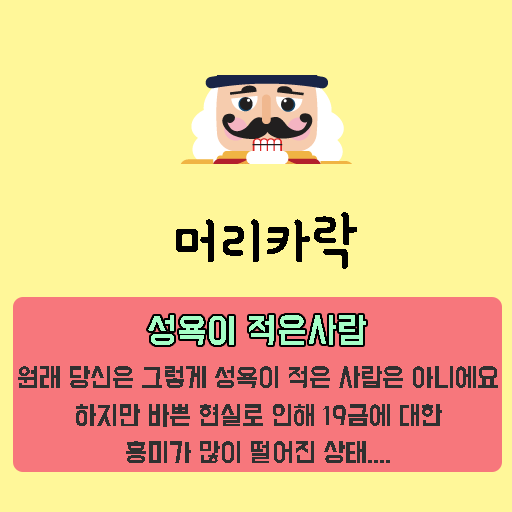 머리카락
성욕이 적은사람
원래 당신은 그렇게 성욕이 적은 사람은 아니에요
하지만 바쁜 현실로 인해 19금에 대한
흥미가 많이 떨어진 상태....